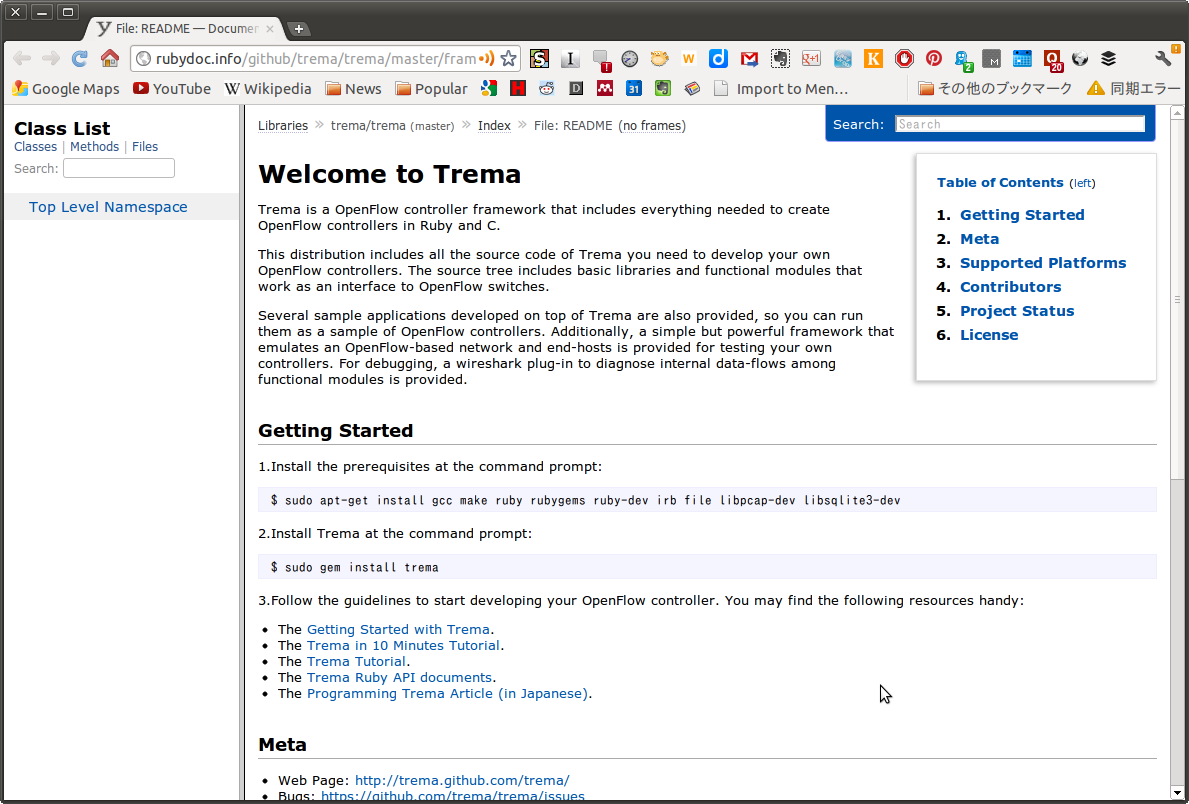 File: README — Documen
rubydoc.info/github/trema/trema/master/fram
Google Maps YouTube Wikipedia News Popular Import to Men... その他のブックマーク 同期エラー
Class List
Classes | Methods | Files
Search:
Top Level Namespace
Libraries » trema/trema (master) » Index » File: README (no frames)
Search: Search
Welcome to Trema
Trema is a OpenFlow controller framework that includes everything needed to create
OpenFlow controllers in Ruby and C.
This distribution includes all the source code of Trema you need to develop your own
OpenFlow controllers. The source tree includes basic libraries and functional modules that
work as an interface to OpenFlow switches.
Several sample applications developed on top of Trema are also provided, so you can run
them as a sample of OpenFlow controllers. Additionally, a simple but powerful framework that
emulates an OpenFlow-based network and end-hosts is provided for testing your own
controllers. For debugging, a wireshark plug-in to diagnose internal data-flows among
functional modules is provided.
Table of Contents (left)
1. Getting Started
2. Meta
3. Supported Platforms
4. Contributors
5. Project Status
6. License
Getting Started
1.Install the prerequisites at the command prompt:
$ sudo apt-get install gcc make ruby rubygems ruby-dev irb file libpcap-dev libsqlite3-dev
2.Install Trema at the command prompt:
$ sudo gem install trema
3.Follow the guidelines to start developing your OpenFlow controller. You may find the following resources handy:
• The Getting Started with Trema.
• The Trema in 10 Minutes Tutorial.
• The Trema Tutorial.
• The Trema Ruby API documents.
• The Programming Trema Article (in Japanese).
Meta
• Web Page: http://trema.github.com/trema/
• Bugs: https://github.com/trema/trema/issues